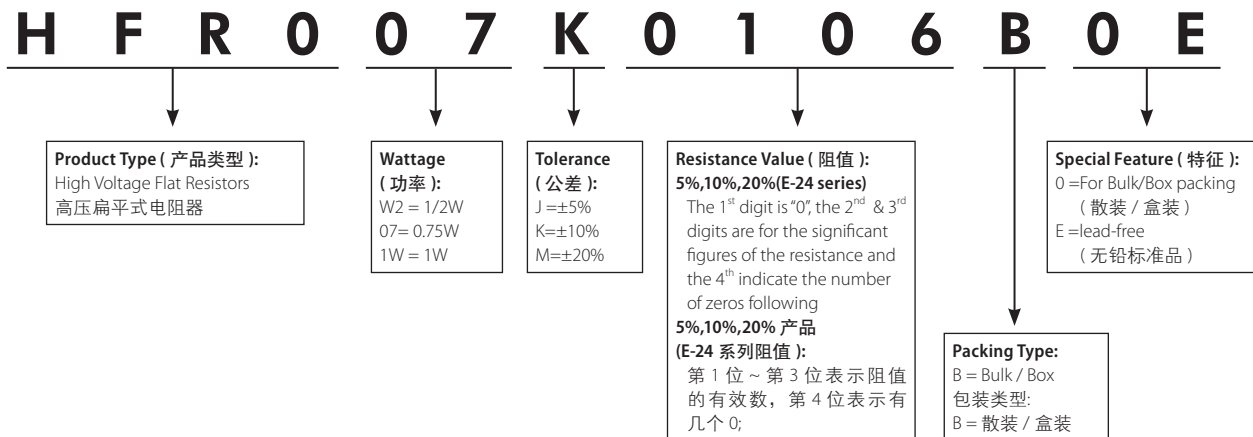 H F R 0 0 7 K 0 1 0 6 B 0 E
Product Type ( 产品类型 ):
High Voltage Flat Resistors
高压扁平式电阻器
Wattage
( 功率 ):
W2 = 1/2W
07= 0.75W
1W = 1W
Tolerance
( 公差 ):
J =±5%
K=±10%
M=±20%
Resistance Value ( 阻值 ):
5%,10%,20%(E-24 series)
The 1st digit is “0”, the 2nd & 3rd
digits are for the significant
figures of the resistance and
the 4th indicate the number
of zeros following
5%,10%,20% 产品
(E-24 系列阻值 ):
第 1 位 ~ 第 3 位表示阻值
的有效数，第 4 位表示有
几个 0;
Packing Type:
B = Bulk / Box
包装类型:
B = 散装 / 盒装
Special Feature ( 特征 ):
0 =For Bulk/Box packing
( 散装 / 盒装 )
E =lead-free
( 无铅标准品 )